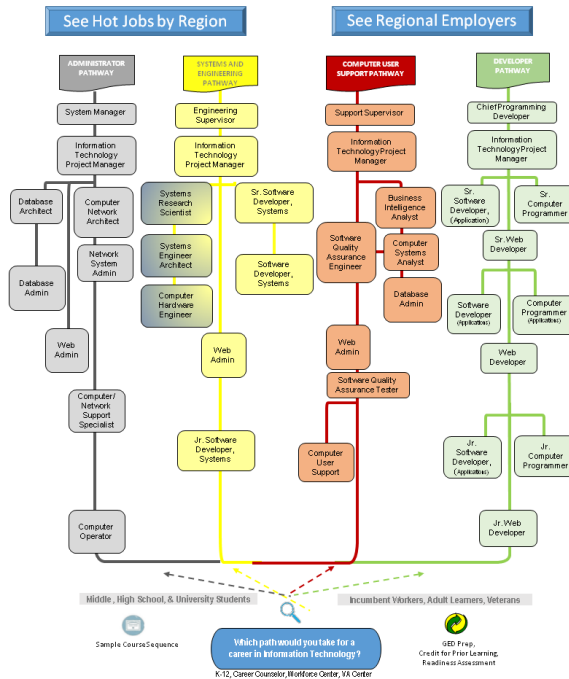 See Hot Jobs by Region
See Regional Employers
ADMINISTRATOR
PATHWAY
SYSTEMS AND
ENGINEERING
PATHWAY
COMPUTER USER
SUPPORT PATHWAY
DEVELOPER
PATHWAY
System Manager
Engineering
Supervisor
Support Supervisor
Chief Programming
Developer
Information
Technology
Project Manager
Information
Technology
Project Manager
Information
Technology Project
Manager
Information
Technology Project
Manager
Database
Architect
Computer
Network
Architect
Systems
Research
Scientist
Sr. Software
Developer,
Systems
Business
Intelligence
Analyst
Sr.
Software
Developer,
(Application)
Sr.
Computer
Programmer
Network
System
Admin
Systems
Engineer
Architect
Software
Quality
Assurance
Engineer
Computer
Systems
Analyst
Sr. Web
Developer
Database
Admin
Software
Developer,
Systems
Computer
Hardware
Engineer
Database
Admin
Software
Developer
(Applications)
Computer
Programmer
(Applications)
Web
Admin
Web
Admin
Web
Admin
Web
Developer
Software Quality
Assurance Tester
Computer/
Network
Support
Specialist
Jr. Software
Developer,
Systems
Computer
User
Support
Jr.
Software
Developer,
(Applications)
Jr.
Computer
Programmer
Computer
Operator
Jr. Web
Developer
Middle, High School, & University Students
Incumbent Workers, Adult Learners, Veterans
Sample Course Sequence
Which path would you take for a
career in Information Technology?
GED Prep,
Credit for Prior Learning,
Readiness Assessment
K-12, Career Counselor, Workforce Center, VA Center